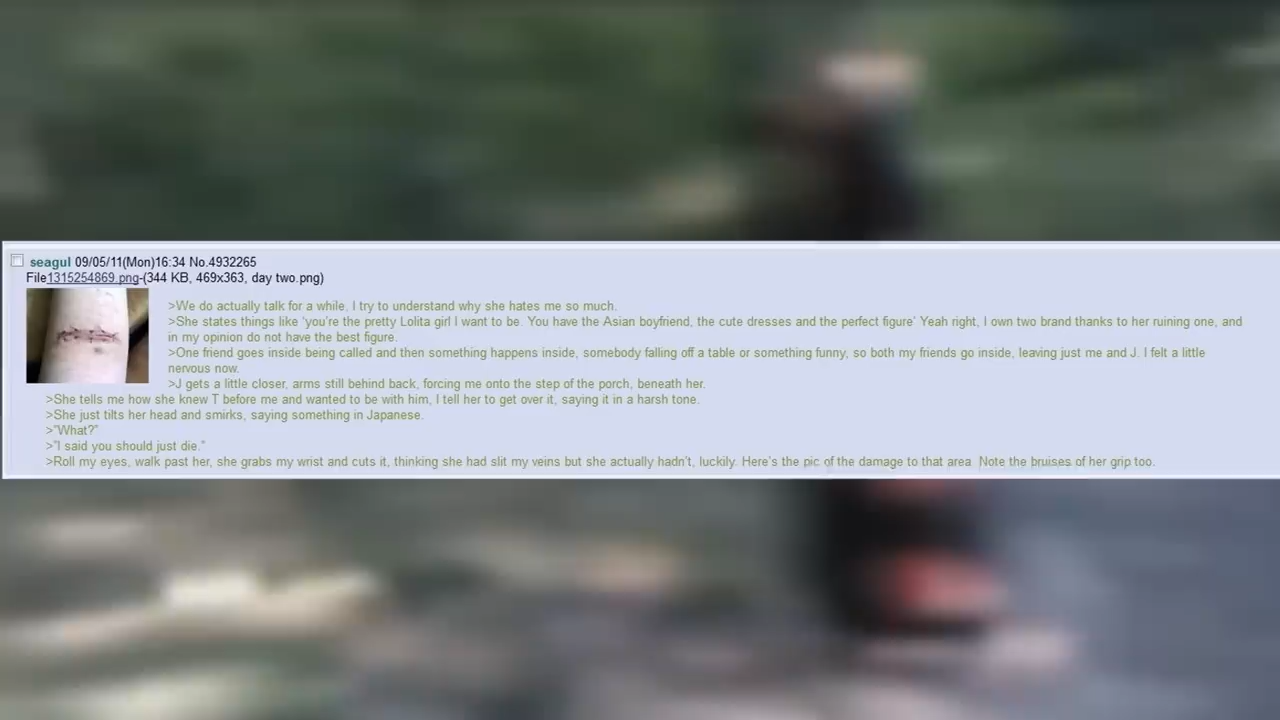 seagul 09/05/11(Mon)16:34 No.4932265
File1315254869.png-(344 KB, 469x363, day two.png)
>We do actually talk for a while, I try to understand why she hates me so much.
>She states things like 'you're the pretty Lolita girl I want to be. You have the Asian boyfriend, the cute dresses and the perfect figure' Yeah right, I own two brand thanks to her ruining one, and
in my opinion do not have the best figure.
>One friend goes inside being called and then something happens inside, somebody falling off a table or something funny, so both my friends go inside, leaving just me and J. I felt a little
nervous now.
>J gets a little closer, arms still behind back, forcing me onto the step of the porch, beneath her.
>She tells me how she knew T before me and wanted to be with him, I tell her to get over it, saying it in a harsh tone.
>She just tilts her head and smirks, saying something in Japanese.
>"What?"
>"I said you should just die."
>Roll my eyes, walk past her, she grabs my wrist and cuts it, thinking she had slit my veins but she actually hadn't, luckily. Here's the pic of the damage to that area. Note the bruises of her grip too.